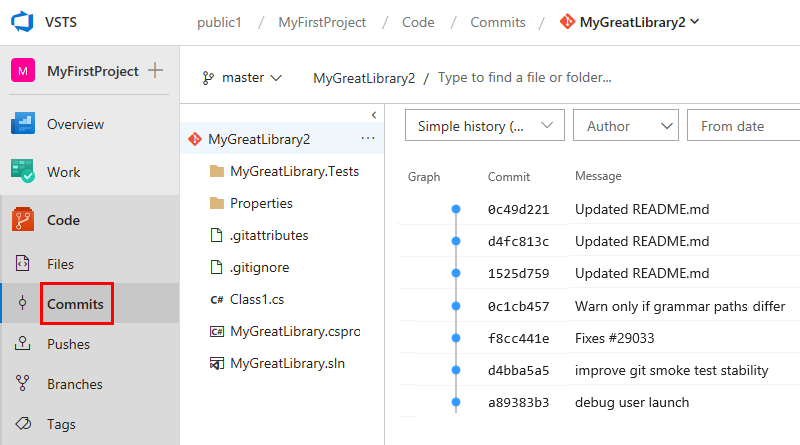 VSTS
public1 / MyFirstProject / Code / Commits / MyGreatLibrary2
M MyFirstProject
master MyGreatLibrary2 / Type to find a file or folder...
Overview
Work
Code
Files
Commits
Pushes
Branches
Tags
MyGreatLibrary2 ...
MyGreatLibrary.Tests
Properties
.gitattributes
.gitignore
C# Class1.cs
C# MyGreatLibrary.cspro
MyGreatLibrary.sln
Simple history (... Author From date
Graph Commit Message
0c49d221 Updated README.md
d4fc813c Updated README.md
1525d759 Updated README.md
0c1cb457 Warn only if grammar paths differ
f8cc441e Fixes #29033
d4bba5a5 improve git smoke test stability
a89383b3 debug user launch